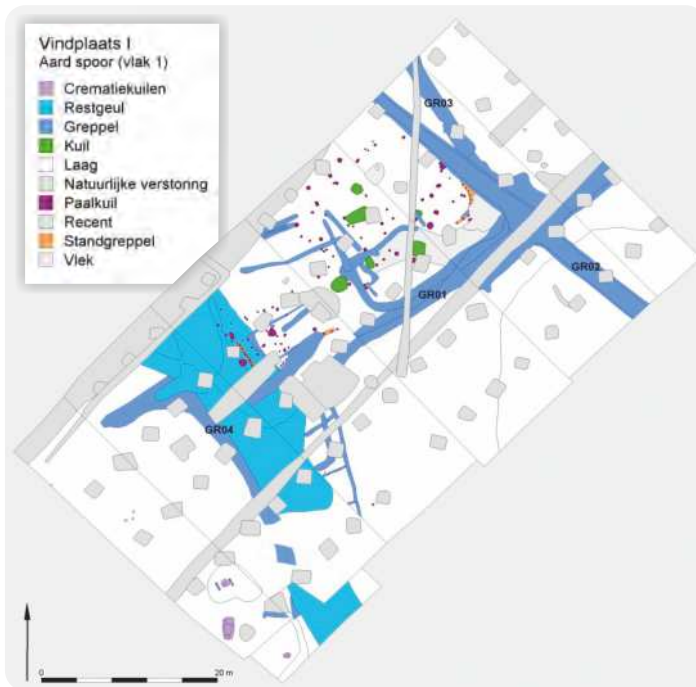 Vindplaats I
Aard spoor (vlak 1)
Crematiekuilen
Restgeul
Greppel
Kuil
Laag
Natuurlijke verstoring
Paalkuil
Recent
Standgreppel
Vlek
GR03
GR02
GR01
GR04
0 20 m